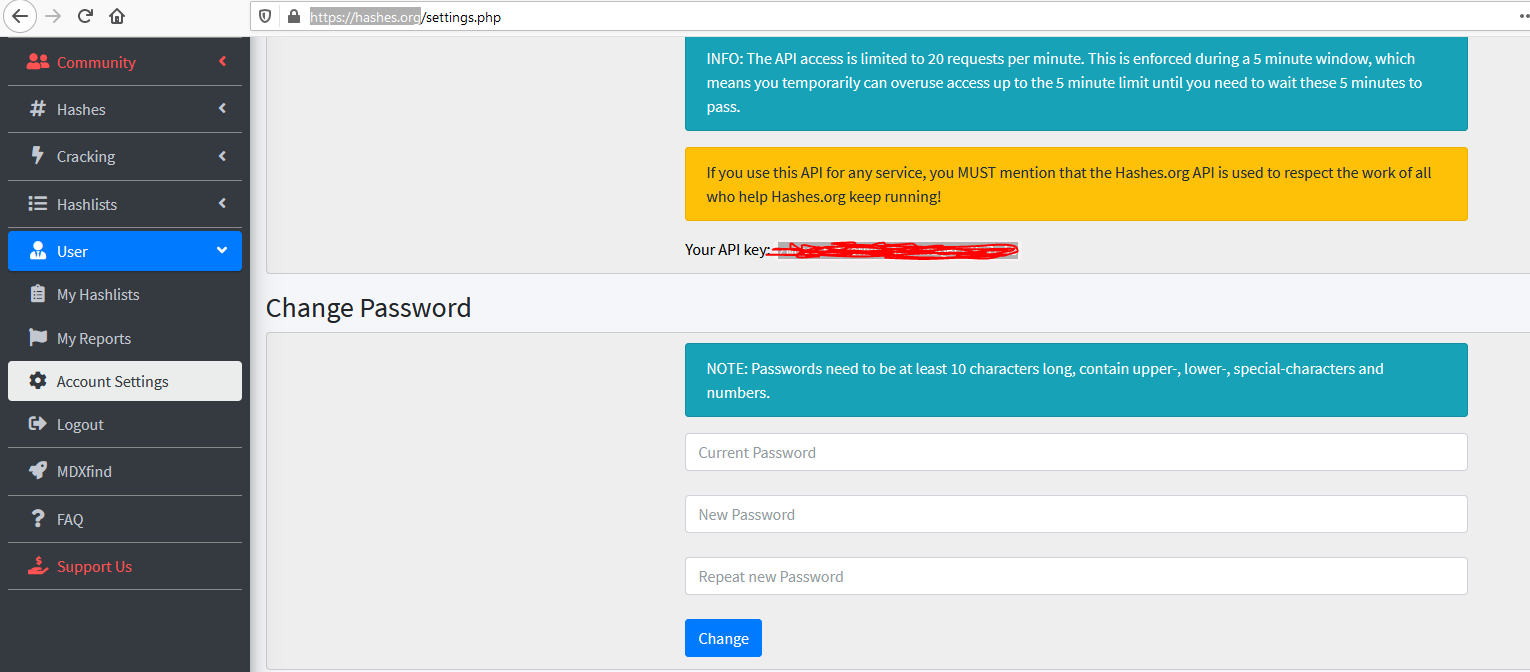 https://hashes.org/settings.php
Community
Hashes
Cracking
Hashlists
User
My Hashlists
My Reports
Account Settings
Logout
MDXfind
FAQ
Support Us
INFO: The API access is limited to 20 requests per minute. This is enforced during a 5 minute window, which
means you temporarily can overuse access up to the 5 minute limit until you need to wait these 5 minutes to
pass.
If you use this API for any service, you MUST mention that the Hashes.org API is used to respect the work of all
who help Hashes.org keep running!
Your API key:
Change Password
NOTE: Passwords need to be at least 10 characters long, contain upper-, lower-, special-characters and
numbers.
Current Password
New Password
Repeat new Password
Change